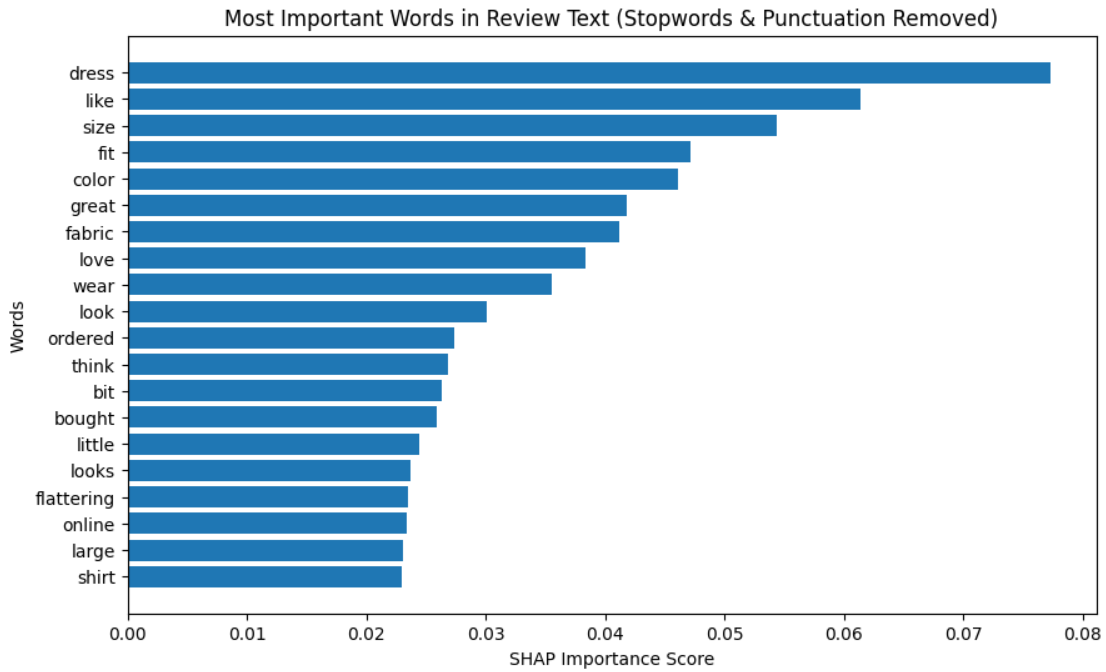 Most Important Words in Review Text (Stopwords & Punctuation Removed)
Words
dress
like
size
fit
color
great
fabric
love
wear
look
ordered
think
bit
bought
little
looks
flattering
online
large
shirt
0.00 0.01 0.02 0.03 0.04 0.05 0.06 0.07 0.08
SHAP Importance Score